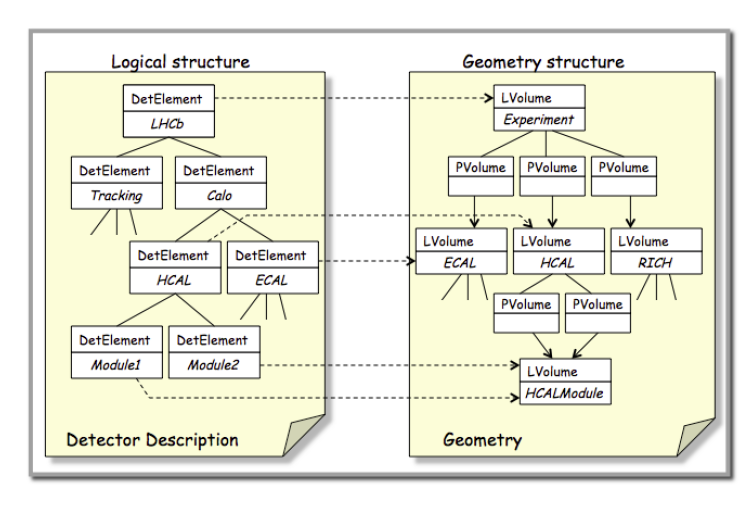 Logical structure
DetElement
LHCb
DetElement
Tracking
DetElement
Calo
DetElement
HCAL
DetElement
ECAL
DetElement
Module1
DetElement
Module2
Detector Description
Geometry structure
LVolume
Experiment
PVolume
PVolume
PVolume
LVolume
ECAL
LVolume
HCAL
LVolume
RICH
PVolume
PVolume
LVolume
HCALModule
Geometry